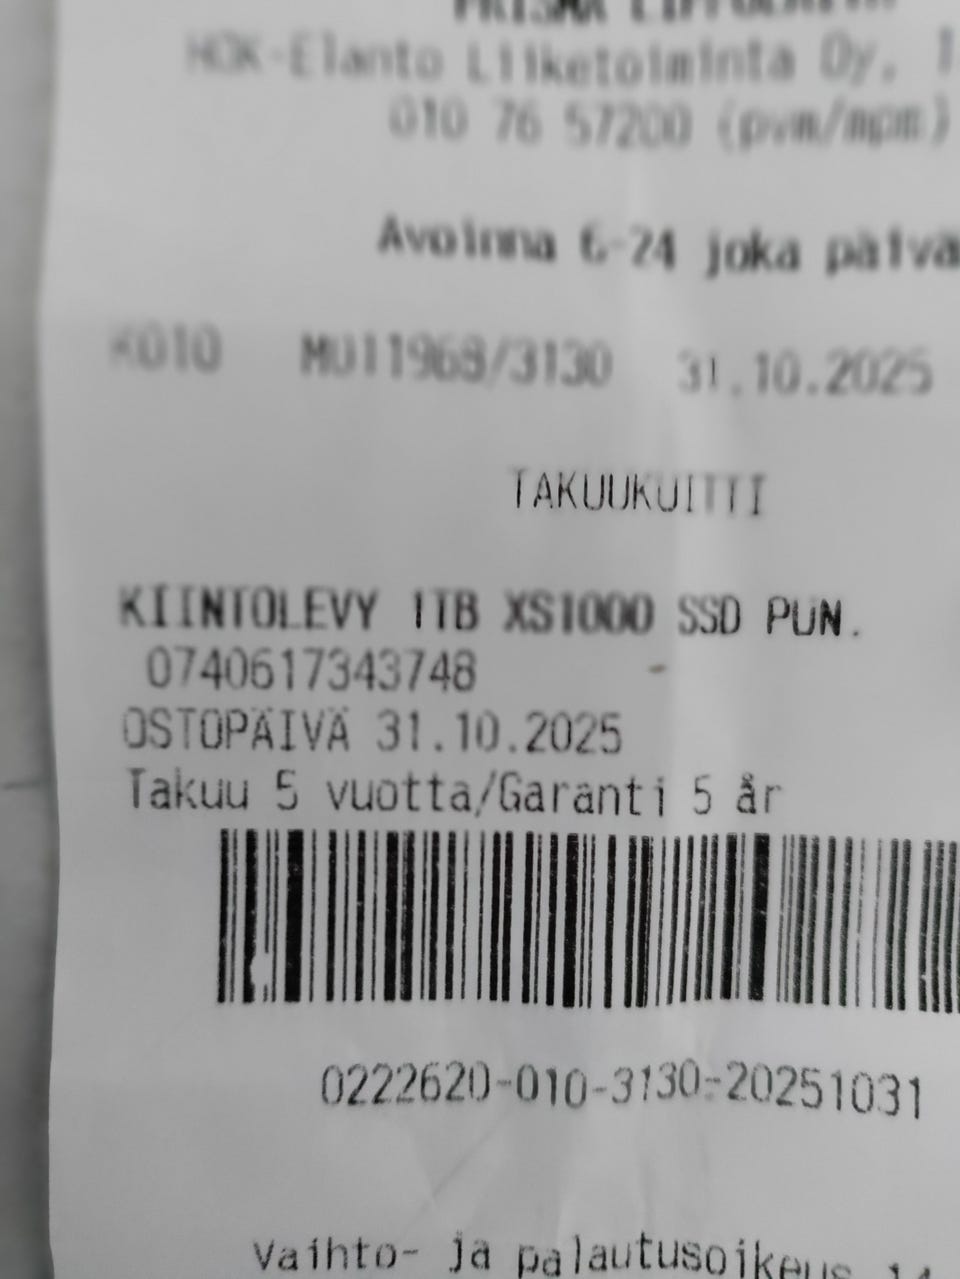 PRISMA
HOK-Elanto Liiketoiminta Oy,
010 76 57200 (pvm/mpm)
Avoinna 6-24 joka päivä
K010 M011968/3130 31.10.2025
TAKUUKUITTI
KIINTOLEVY 1TB XS1000 SSD PUN.
0740617343748
OSTOPÄIVÄ 31.10.2025
Takuu 5 vuotta/Garanti 5 år
0222620-010-3130-20251031
Vaihto- ja palautusoikeus